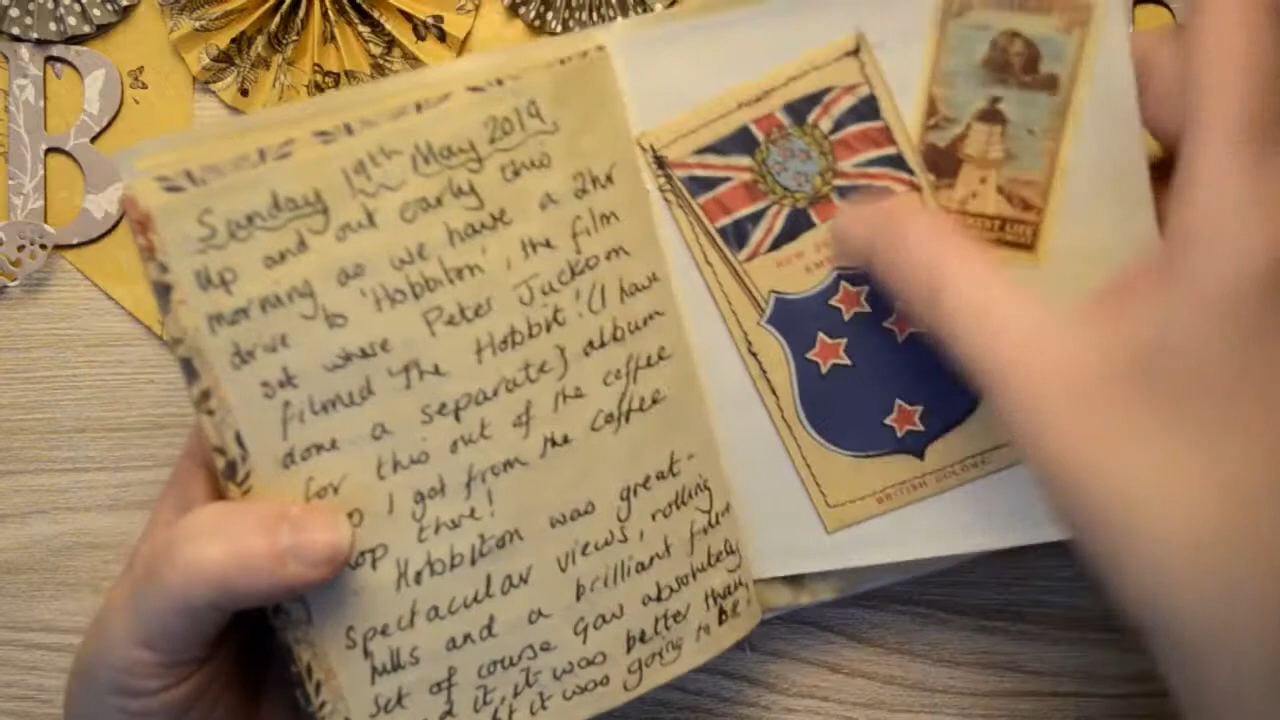 B
Sunday 19th May 2019
Up and out early this
morning as we have a 2hr
drive to 'Hobbiton', the film
set where Peter Jackson
filmed 'The Hobbit'! (I have
done a separate} album
for this out of the coffee
I got from the coffee
there!
Hobbiton was great -
spectacular views, rolling
hills and a brilliant film
set of course Gav absolutely
it, it was better than
it was going to be!
NEW
BRITISH